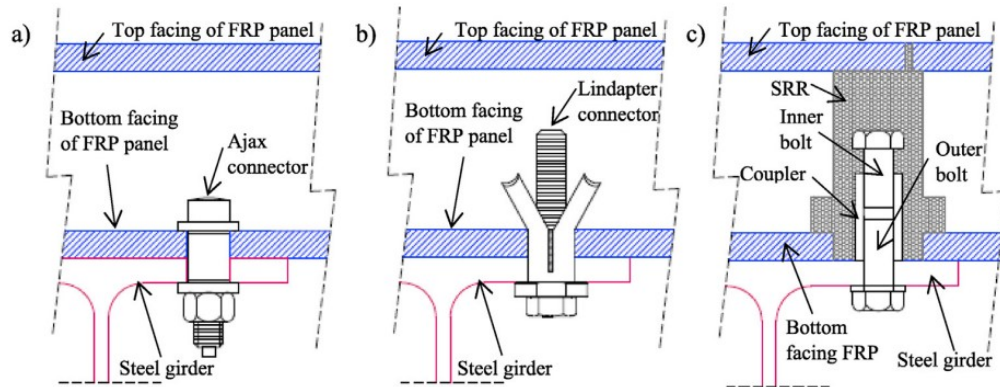 a)
Top facing of FRP panel
Bottom facing
of FRP panel
Ajax
connector
Steel girder
b)
Top facing of FRP panel
Lindapter
connector
Bottom facing
of FRP panel
Steel girder
c)
Top facing of FRP panel
SRR
Inner
bolt
Outer
bolt
Coupler
Bottom
facing FRP
Steel girder